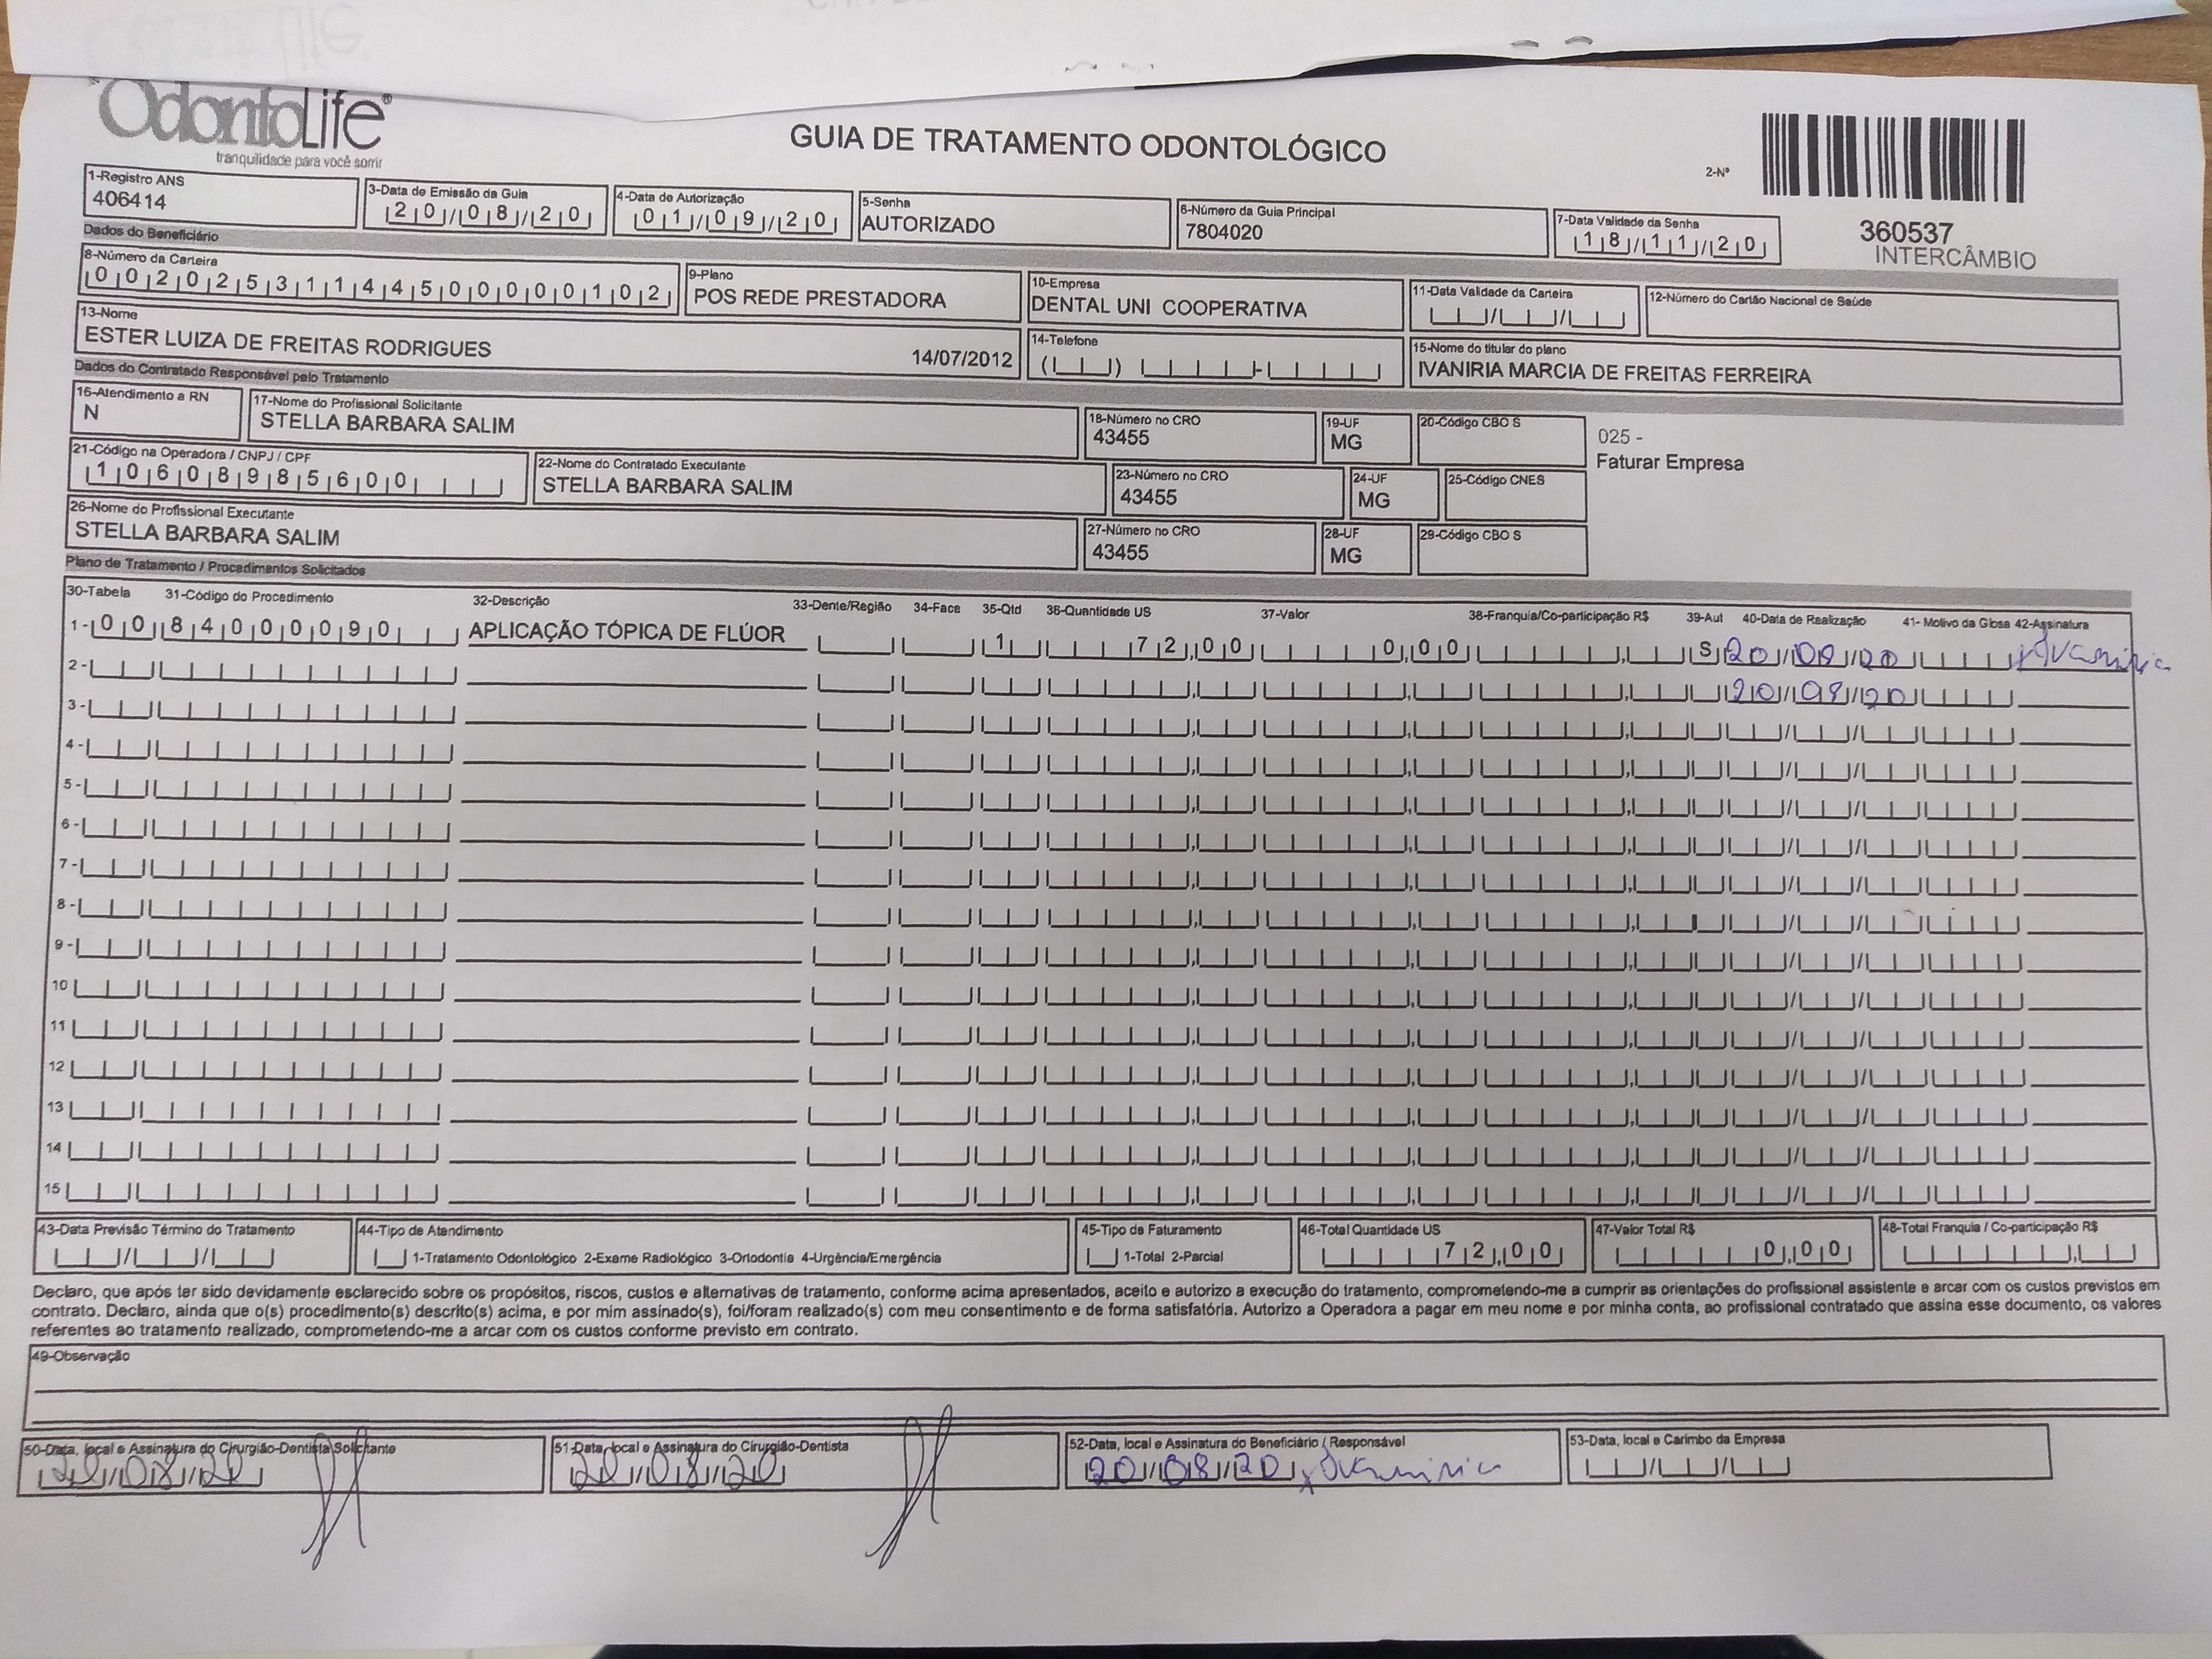 OdontoLife®
tranquilidade para você sorrir
GUIA DE TRATAMENTO ODONTOLÓGICO
2-Nº
360537
INTERCÂMBIO
1-Registro ANS
406414
3-Data de Emissão da Guia
20/08/20
4-Data de Autorização
01/09/20
5-Senha
AUTORIZADO
6-Número da Guia Principal
7804020
7-Data Validade da Senha
18/11/20
Dados do Beneficiário
8-Número da Carteira
00202531144500000102
9-Plano
POS REDE PRESTADORA
10-Empresa
DENTAL UNI COOPERATIVA
11-Data Validade da Carteira
12-Número do Cartão Nacional de Saúde
13-Nome
ESTER LUIZA DE FREITAS RODRIGUES 14/07/2012
14-Telefone
15-Nome do titular do plano
IVANIRIA MARCIA DE FREITAS FERREIRA
Dados do Contratado Responsável pelo Tratamento
16-Atendimento a RN
N
17-Nome do Profissional Solicitante
STELLA BARBARA SALIM
18-Número no CRO
43455
19-UF
MG
20-Código CBO S
025 -
Faturar Empresa
21-Código na Operadora / CNPJ / CPF
10608985600
22-Nome do Contratado Executante
STELLA BARBARA SALIM
23-Número no CRO
43455
24-UF
MG
25-Código CNES
26-Nome do Profissional Executante
STELLA BARBARA SALIM
27-Número no CRO
43455
28-UF
MG
29-Código CBO S
Plano de Tratamento / Procedimentos Solicitados
30-Tabela 31-Código do Procedimento 32-Descrição 33-Dente/Região 34-Face 35-Qtd 36-Quantidade US 37-Valor 38-Franquia/Co-participação R$ 39-Aut 40-Data de Realização 41- Motivo da Glosa 42-Assinatura
1- 00 84000090 APLICAÇÃO TÓPICA DE FLÚOR 1 72,00 0,00 S 20/08/20 Ivaniria
2- 20/08/20
3-
4-
5-
6-
7-
8-
9-
10
11
12
13
14
15
43-Data Previsão Término do Tratamento
44-Tipo de Atendimento
1-Tratamento Odontológico 2-Exame Radiológico 3-Ortodontia 4-Urgência/Emergência
45-Tipo de Faturamento
1-Total 2-Parcial
46-Total Quantidade US
72,00
47-Valor Total R$
0,00
48-Total Franquia / Co-participação R$
Declaro, que após ter sido devidamente esclarecido sobre os propósitos, riscos, custos e alternativas de tratamento, conforme acima apresentados, aceito e autorizo a execução do tratamento, comprometendo-me a cumprir as orientações do profissional assistente e arcar com os custos previstos em
contrato. Declaro, ainda que o(s) procedimento(s) descrito(s) acima, e por mim assinado(s), foi/foram realizado(s) com meu consentimento e de forma satisfatória. Autorizo a Operadora a pagar em meu nome e por minha conta, ao profissional contratado que assina esse documento, os valores
referentes ao tratamento realizado, comprometendo-me a arcar com os custos conforme previsto em contrato.
49-Observação
50-Data, local e Assinatura do Cirurgião-Dentista Solicitante
20/08/20
51-Data, local e Assinatura do Cirurgião-Dentista
20/08/20
52-Data, local e Assinatura do Beneficiário / Responsável
20/08/20 x Ivaniria
53-Data, local e Carimbo da Empresa